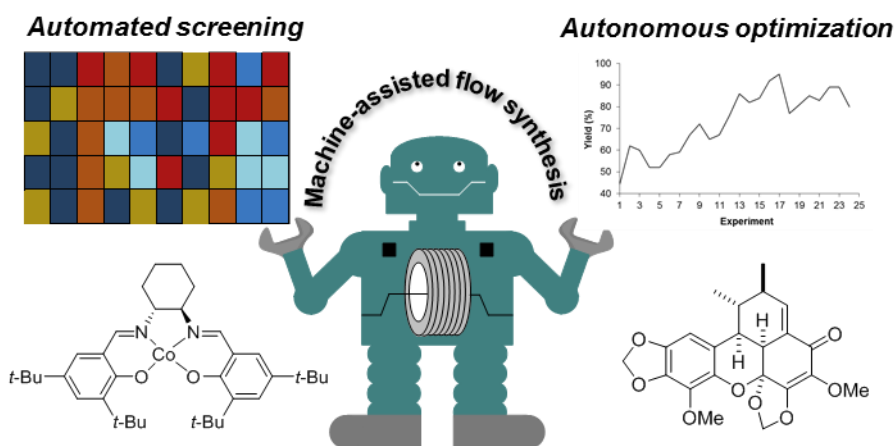 Automated screening
Autonomous optimization
Machine-assisted flow synthesis
Yield (%)
100
90
80
70
60
50
40
1 3 5 7 9 11 13 15 17 19 21 23 25
Experiment
N N
Co
t-Bu O O t-Bu
t-Bu t-Bu
H H
O
O
O
O
OMe
OMe
O
O